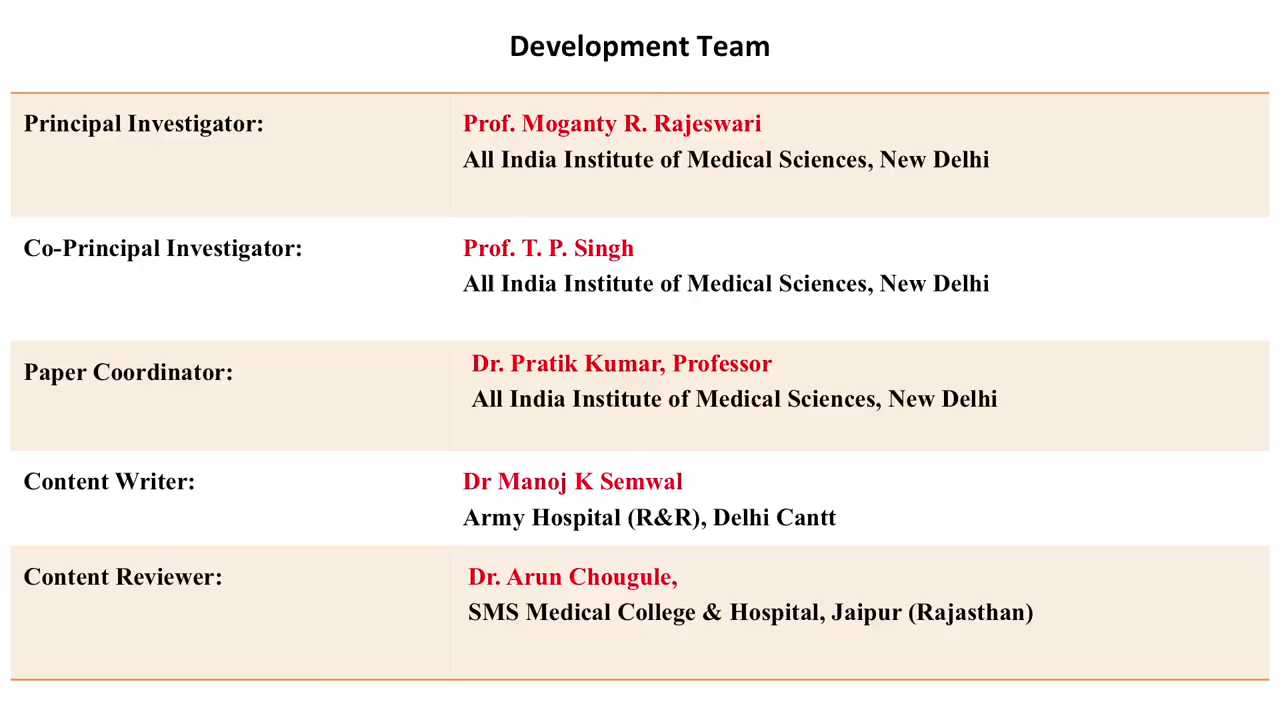 Development Team
Principal Investigator:
Prof. Moganty R. Rajeswari
All India Institute of Medical Sciences, New Delhi
Co-Principal Investigator:
Prof. T. P. Singh
All India Institute of Medical Sciences, New Delhi
Paper Coordinator:
Dr. Pratik Kumar, Professor
All India Institute of Medical Sciences, New Delhi
Content Writer:
Dr Manoj K Semwal
Army Hospital (R&R), Delhi Cantt
Content Reviewer:
Dr. Arun Chougule,
SMS Medical College & Hospital, Jaipur (Rajasthan)